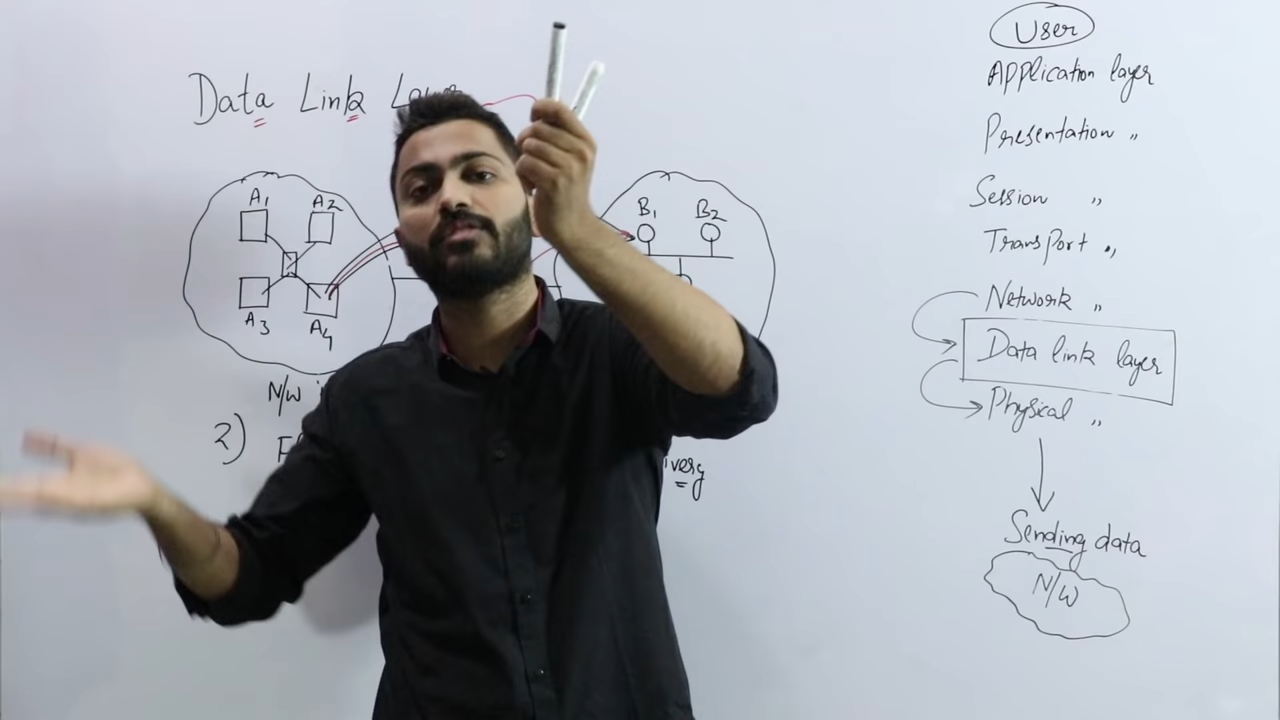 Data Link Layer
A1
A2
A3
A4
N/W
2)
B1
B2
User
Application layer
Presentation „
Session „
Transport „
Network „
Data link layer
Physical „
Sending data
N/W